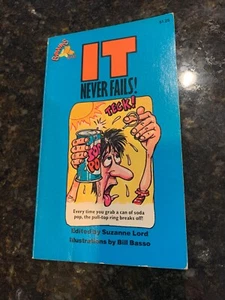 IT
NEVER FAILS!
TECK!
POP
Every time you grab a can of soda
pop, the pull-top ring breaks off!
Edited by Suzanne Lord
Illustrations by Bill Basso